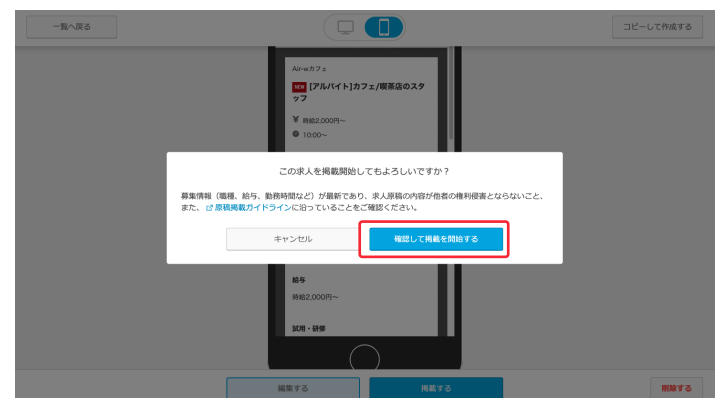 一覧へ戻る
コピーして作成する
Air-wカフェ
NEW [アルバイト]カフェ/喫茶店のスタ
ッフ
¥ 時給2,000円～
10:00～
この求人を掲載開始してもよろしいですか？
募集情報（職種、給与、勤務時間など）が最新であり、求人原稿の内容が他者の権利侵害とならないこと、
また、原稿掲載ガイドラインに沿っていることをご確認ください。
キャンセル
確認して掲載を開始する
給与
時給2,000円～
試用・研修
編集する
掲載する
削除する